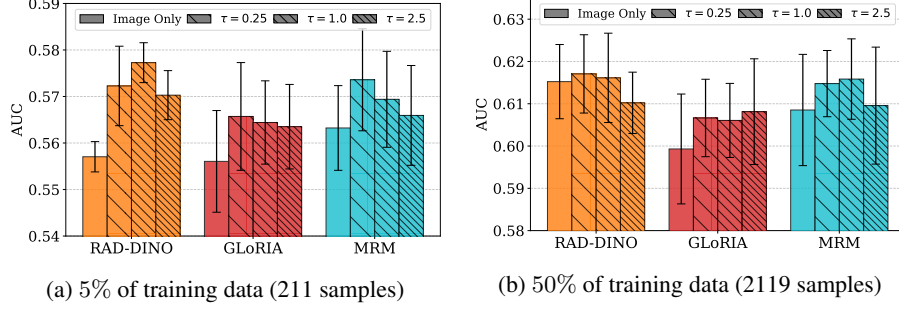 0.59
0.58
0.57
0.56
0.55
0.54
AUC
Image Only τ = 0.25 τ = 1.0 τ = 2.5
RAD-DINO GLoRIA MRM
(a) 5% of training data (211 samples)
0.63
0.62
0.61
0.60
0.59
0.58
AUC
Image Only τ = 0.25 τ = 1.0 τ = 2.5
RAD-DINO GLoRIA MRM
(b) 50% of training data (2119 samples)